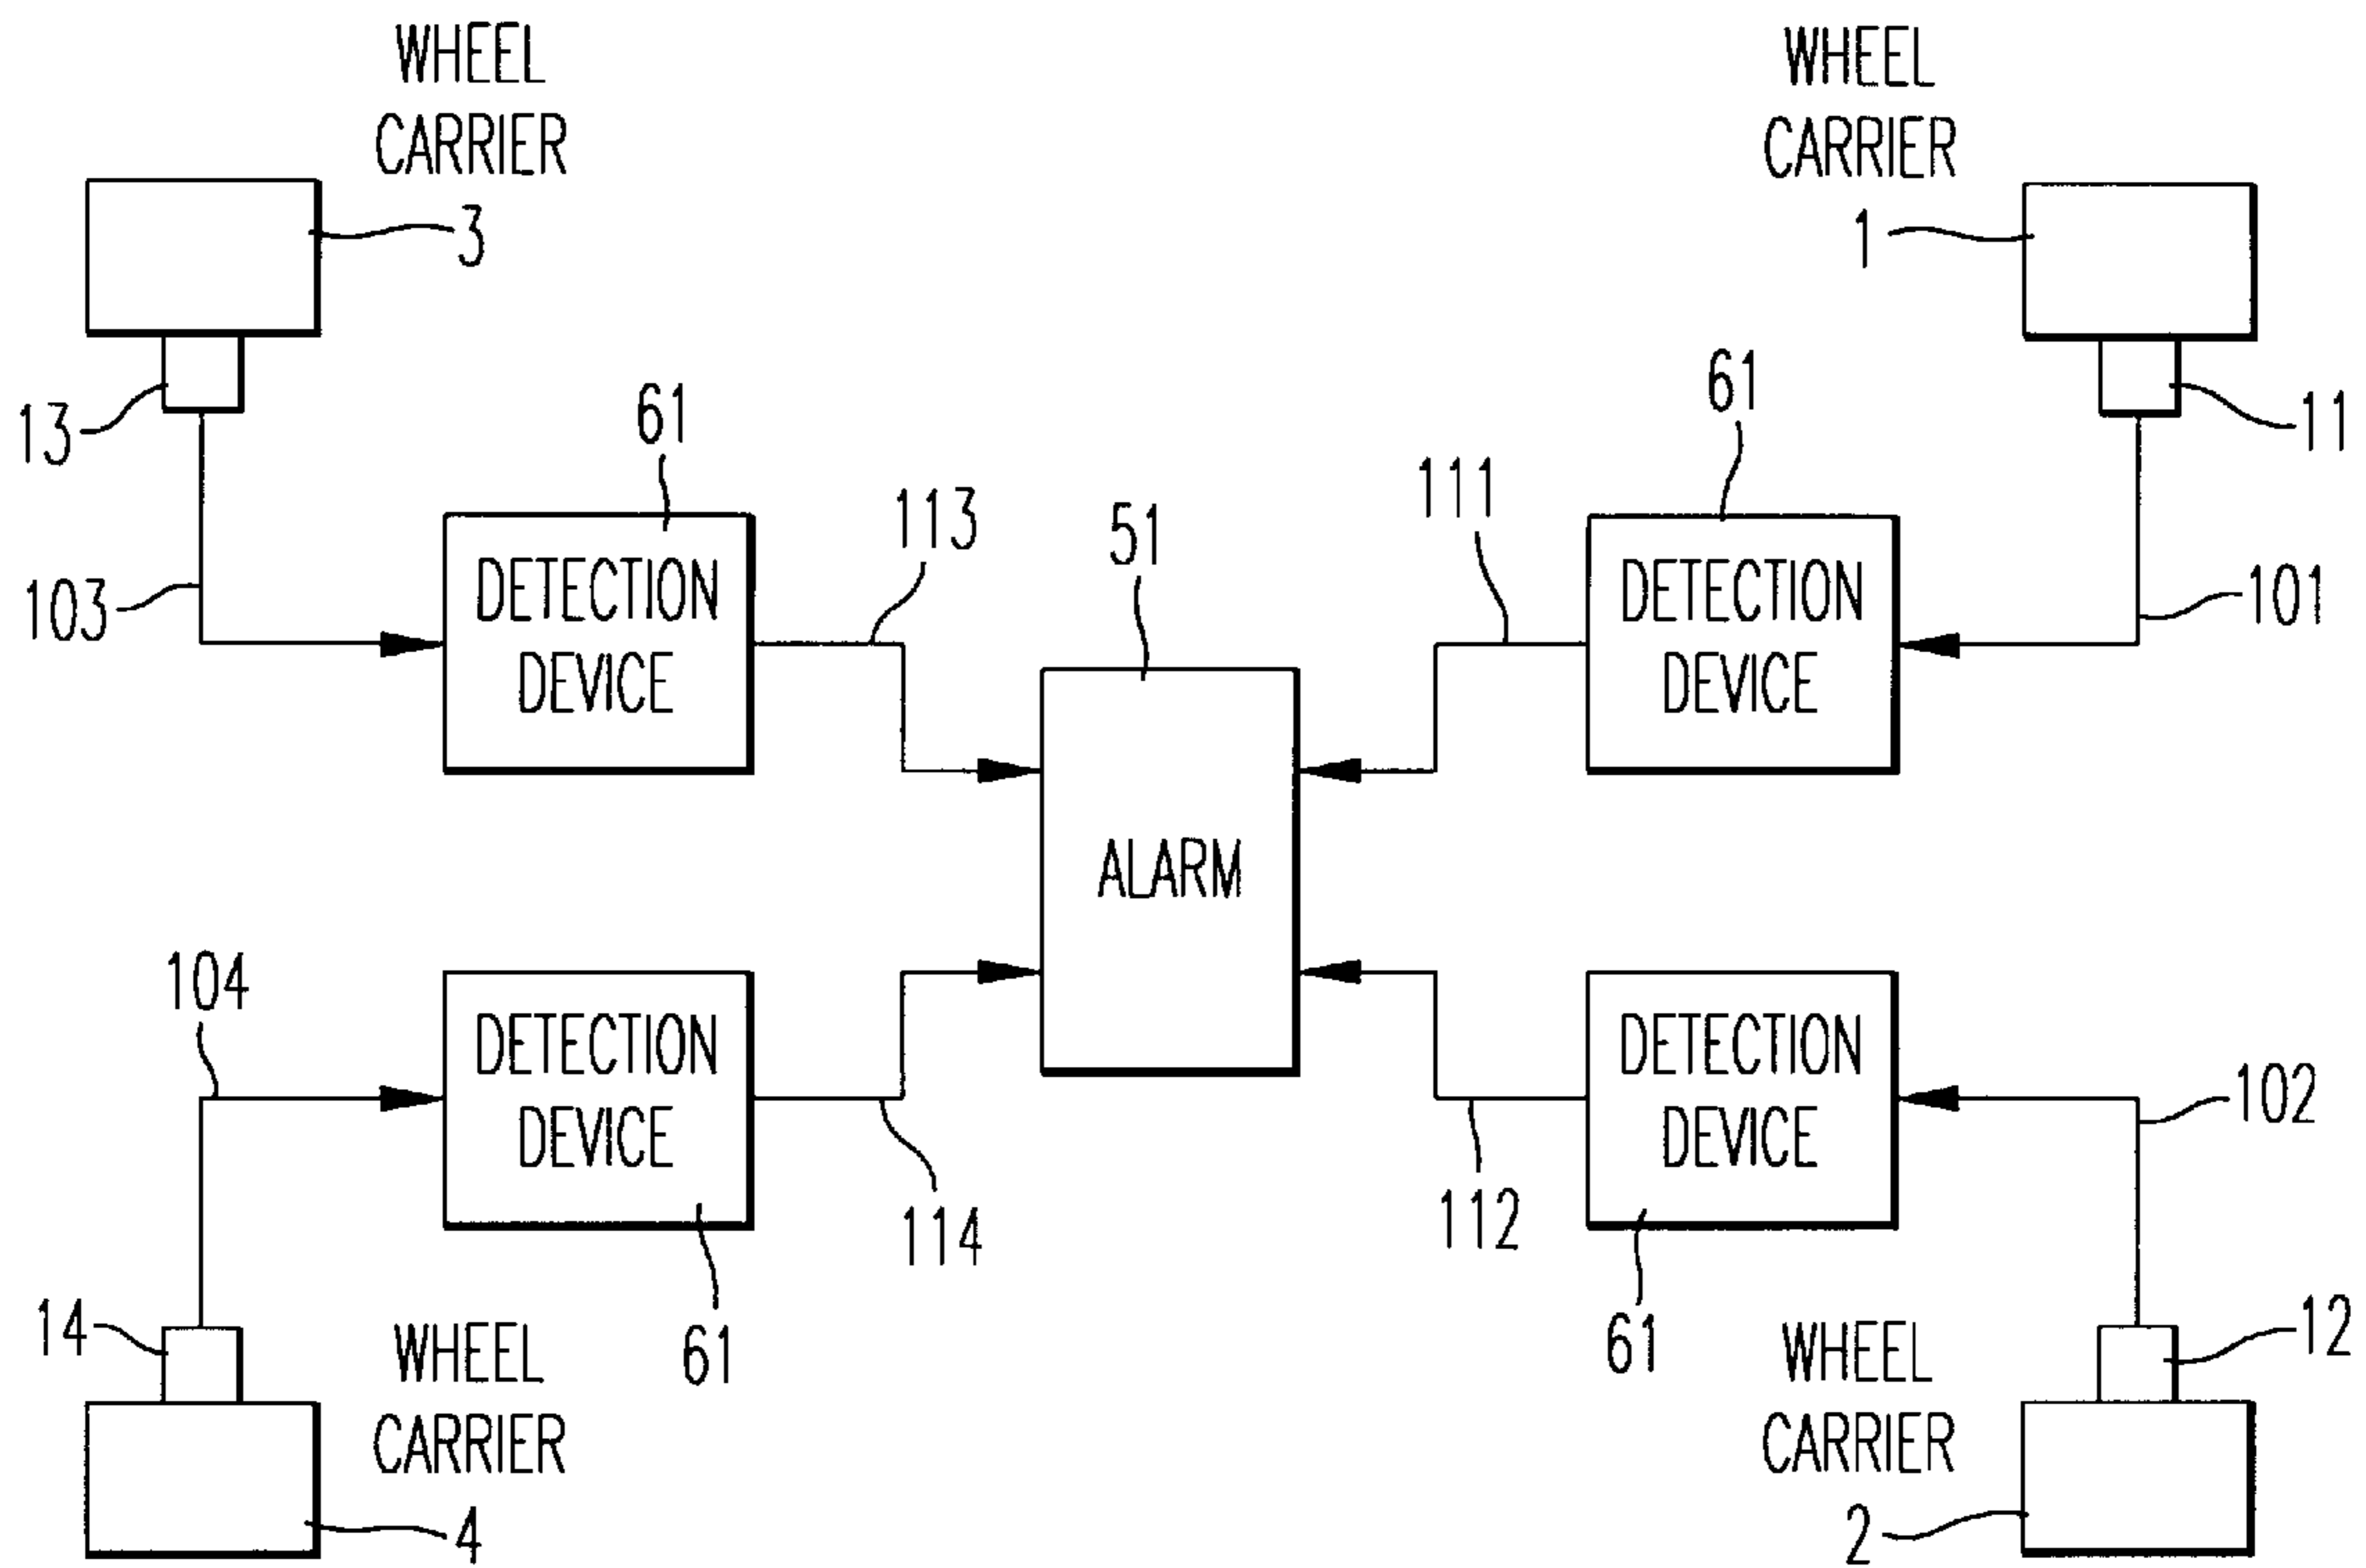 WHEEL
CARRIER
3
13
103
61
DETECTION
DEVICE
113
51
ALARM
111
61
DETECTION
DEVICE
WHEEL
CARRIER
1
11
101
104
DETECTION
DEVICE
61
114
14
WHEEL
CARRIER
4
112
DETECTION
DEVICE
61
102
12
WHEEL
CARRIER
2